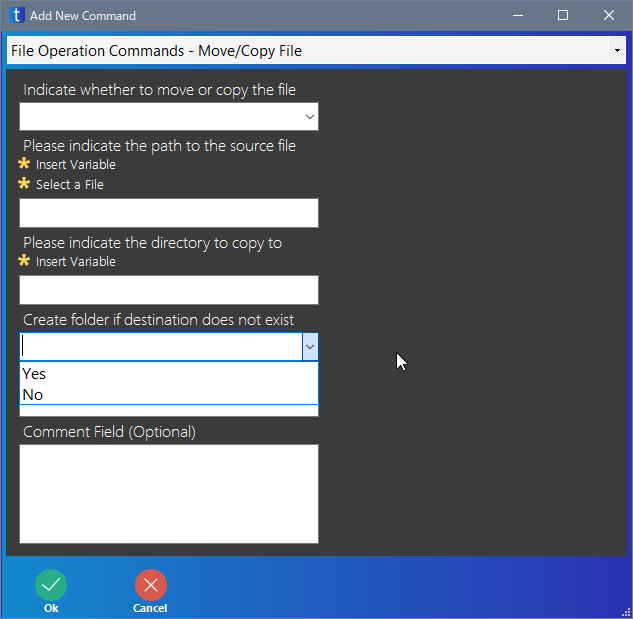 Add New Command
File Operation Commands - Move/Copy File
Indicate whether to move or copy the file
Please indicate the path to the source file
Insert Variable
Select a File
Please indicate the directory to copy to
Insert Variable
Create folder if destination does not exist
Yes
No
Comment Field (Optional)
Ok
Cancel